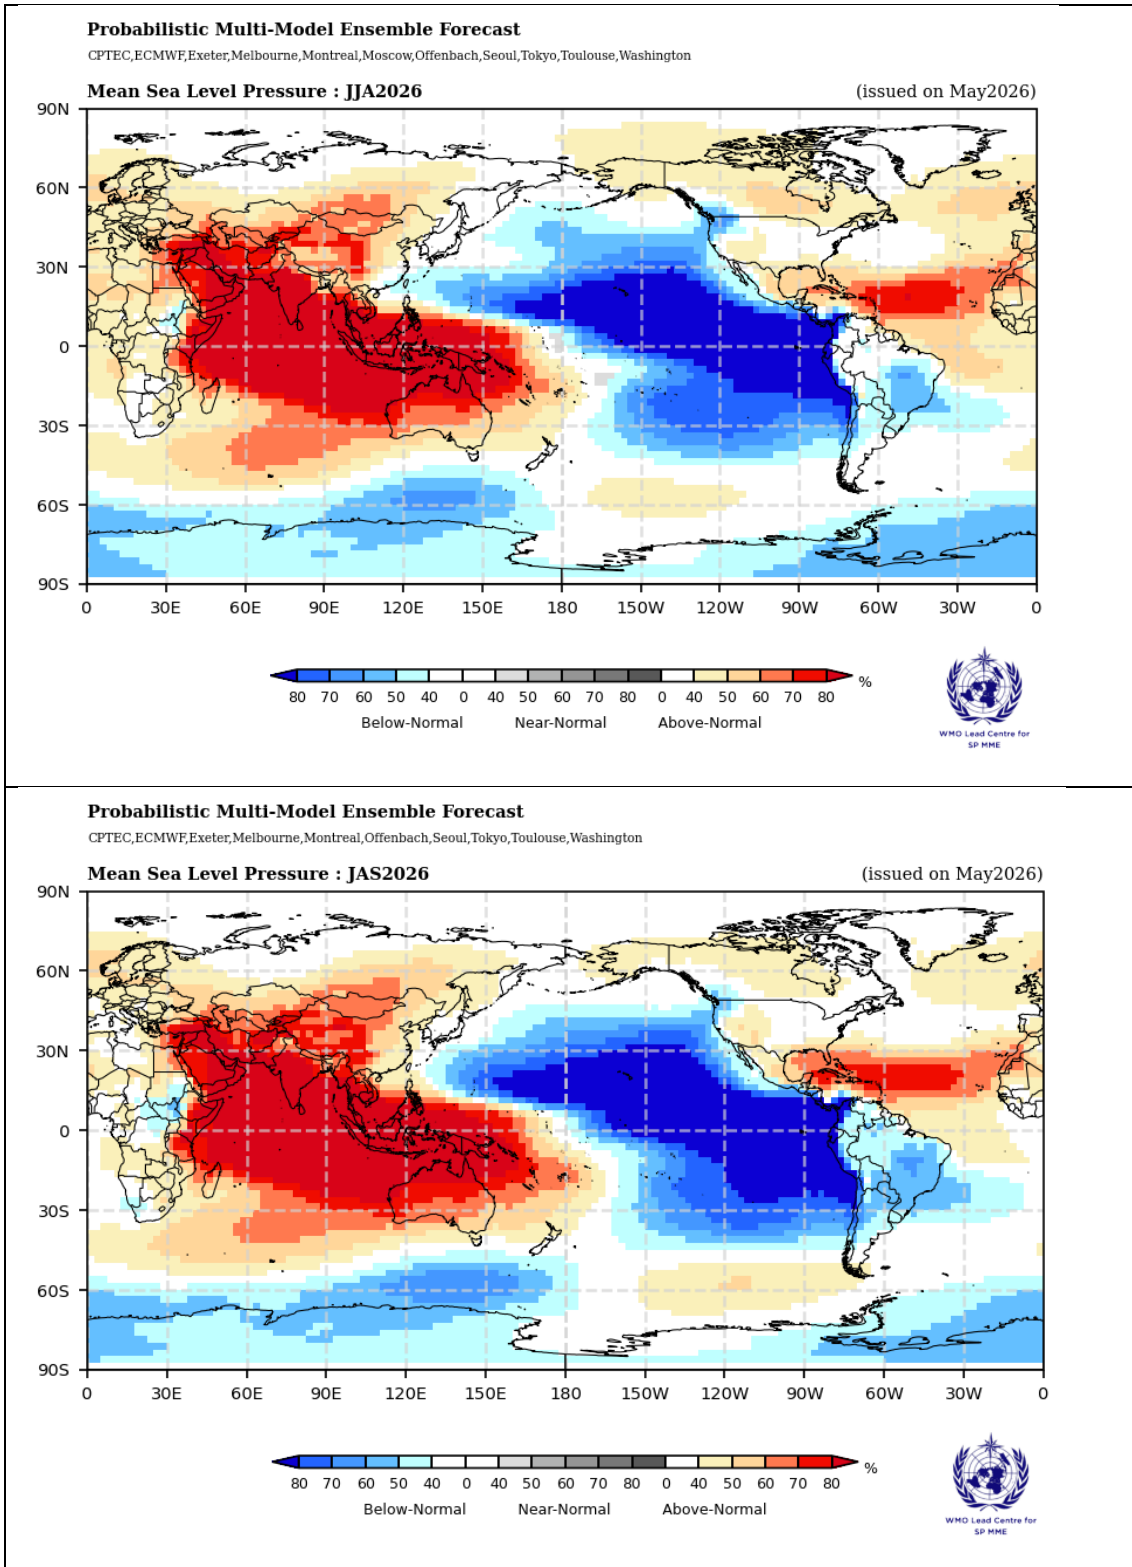 Probabilistic Multi-Model Ensemble Forecast
CPTEC,ECMWF,Exeter,Melbourne,Montreal,Moscow,Offenbach,Seoul,Tokyo,Toulouse,Washington
Mean Sea Level Pressure : JJA2026 (issued on May2026)
90N
60N
30N
0
30S
60S
90S
0 30E 60E 90E 120E 150E 180 150W 120W 90W 60W 30W 0
80 70 60 50 40 0 40 50 60 70 80 0 40 50 60 70 80 %
Below-Normal Near-Normal Above-Normal
WMO Lead Centre for
SP MME
Probabilistic Multi-Model Ensemble Forecast
CPTEC,ECMWF,Exeter,Melbourne,Montreal,Offenbach,Seoul,Tokyo,Toulouse,Washington
Mean Sea Level Pressure : JAS2026 (issued on May2026)
90N
60N
30N
0
30S
60S
90S
0 30E 60E 90E 120E 150E 180 150W 120W 90W 60W 30W 0
80 70 60 50 40 0 40 50 60 70 80 0 40 50 60 70 80 %
Below-Normal Near-Normal Above-Normal
WMO Lead Centre for
SP MME